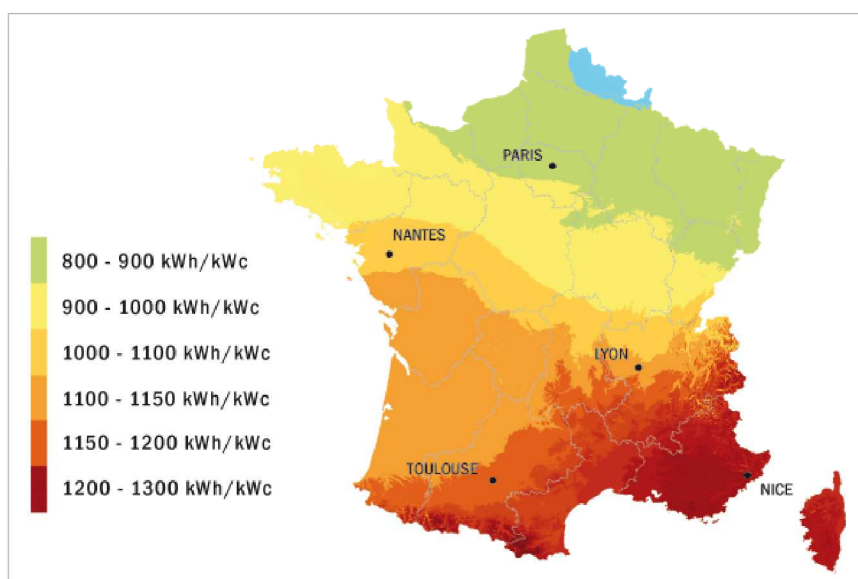 PARIS
NANTES
800 - 900 kWh/kWc
900 - 1000 kWh/kWc
1000 - 1100 kWh/kWc
LYON
1100 - 1150 kWh/kWc
1150 - 1200 kWh/kWc
TOULOUSE
1200 - 1300 kWh/kWc
NICE